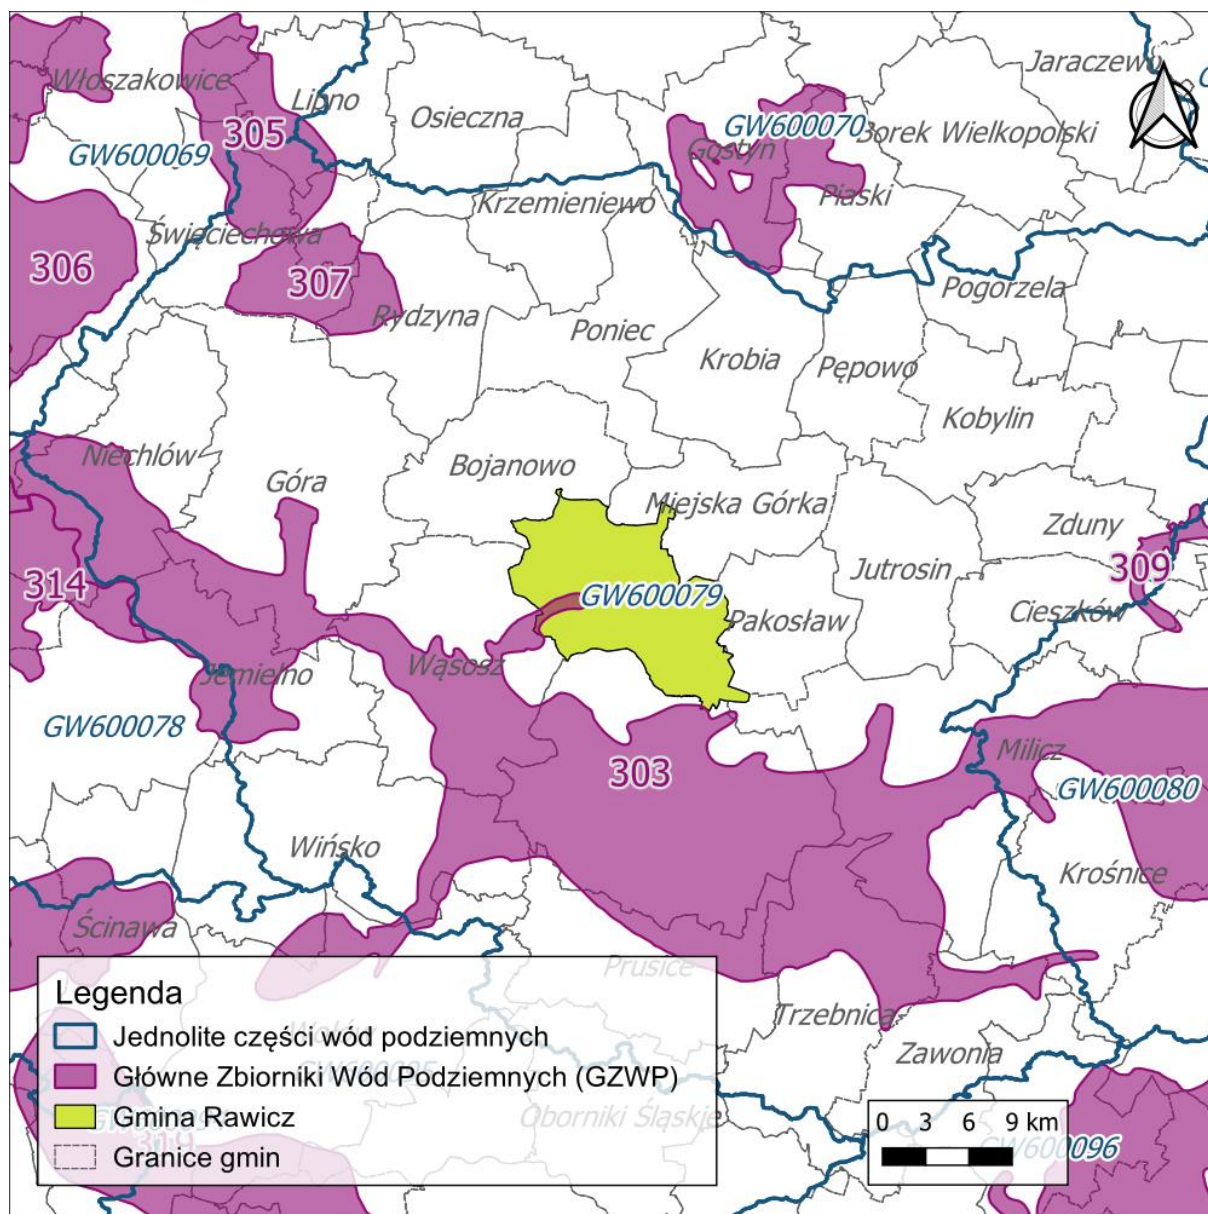 Jaraczewo
Włoszakowice
Lipno
Osieczna
305
GW600070
Borek Wielkopolski
GW600069
Gostyń
Krzemieniewo
Piaski
Święciechowa
306
307
Pogorzela
Rydzyna
Poniec
Krobia
Pępowo
Kobylin
Niechlów
Góra
Bojanowo
Miejska Górka
Zduny
314
GW600079
Jutrosin
309
Pakosław
Cieszków
Jemielno
Wąsosz
GW600078
303
Milicz
GW600080
Wińsko
Krośnice
Ścinawa
Prusice
Trzebnica
Zawonia
Wołów
Oborniki Śląskie
319
GW600096
Legenda
Jednolite części wód podziemnych
Główne Zbiorniki Wód Podziemnych (GZWP)
Gmina Rawicz
Granice gmin
0 3 6 9 km